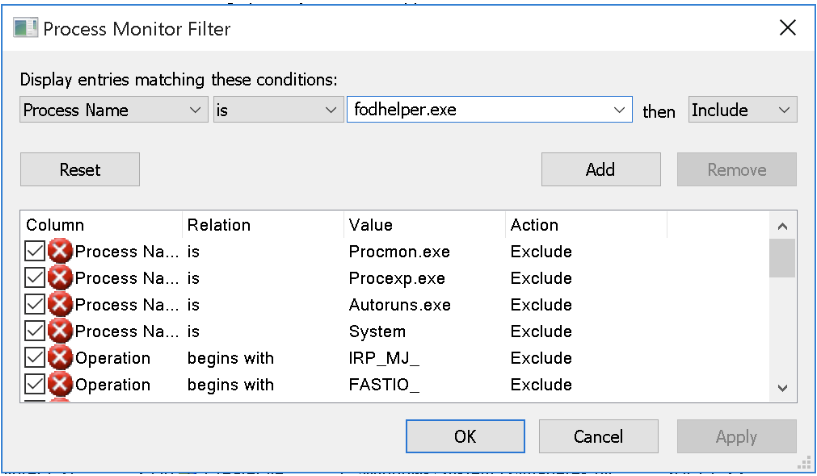 Process Monitor Filter
Display entries matching these conditions:
Process Name is fodhelper.exe then Include
Reset Add Remove
Column Relation Value Action
Process Na... is Procmon.exe Exclude
Process Na... is Procexp.exe Exclude
Process Na... is Autoruns.exe Exclude
Process Na... is System Exclude
Operation begins with IRP_MJ_ Exclude
Operation begins with FASTIO_ Exclude
OK Cancel Apply